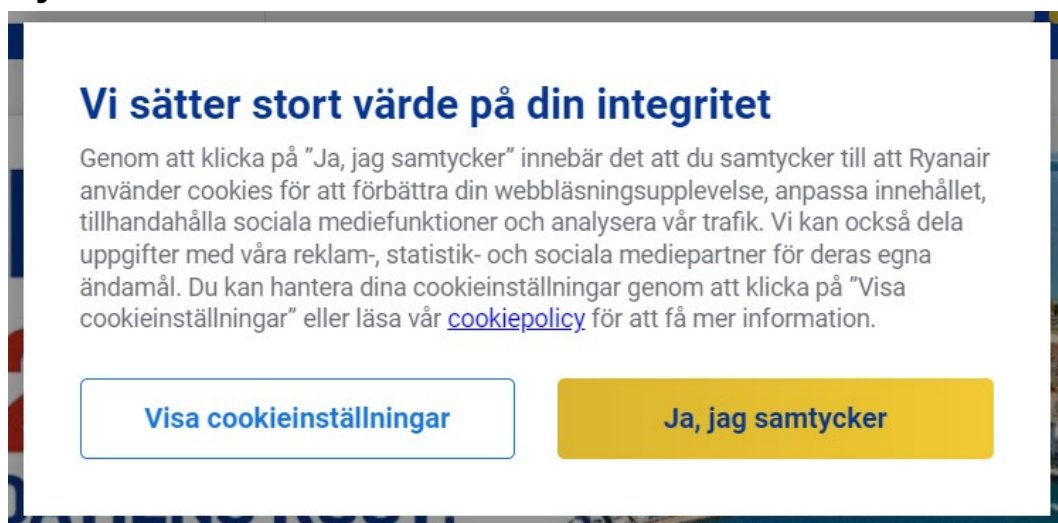 Vi sätter stort värde på din integritet
Genom att klicka på ”Ja, jag samtycker” innebär det att du samtycker till att Ryanair
använder cookies för att förbättra din webbläsningsupplevelse, anpassa innehållet,
tillhandahålla sociala mediefunktioner och analysera vår trafik. Vi kan också dela
uppgifter med våra reklam-, statistik- och sociala mediepartner för deras egna
ändamål. Du kan hantera dina cookieinställningar genom att klicka på ”Visa
cookieinställningar” eller läsa vår cookiepolicy för att få mer information.
Visa cookieinställningar
Ja, jag samtycker